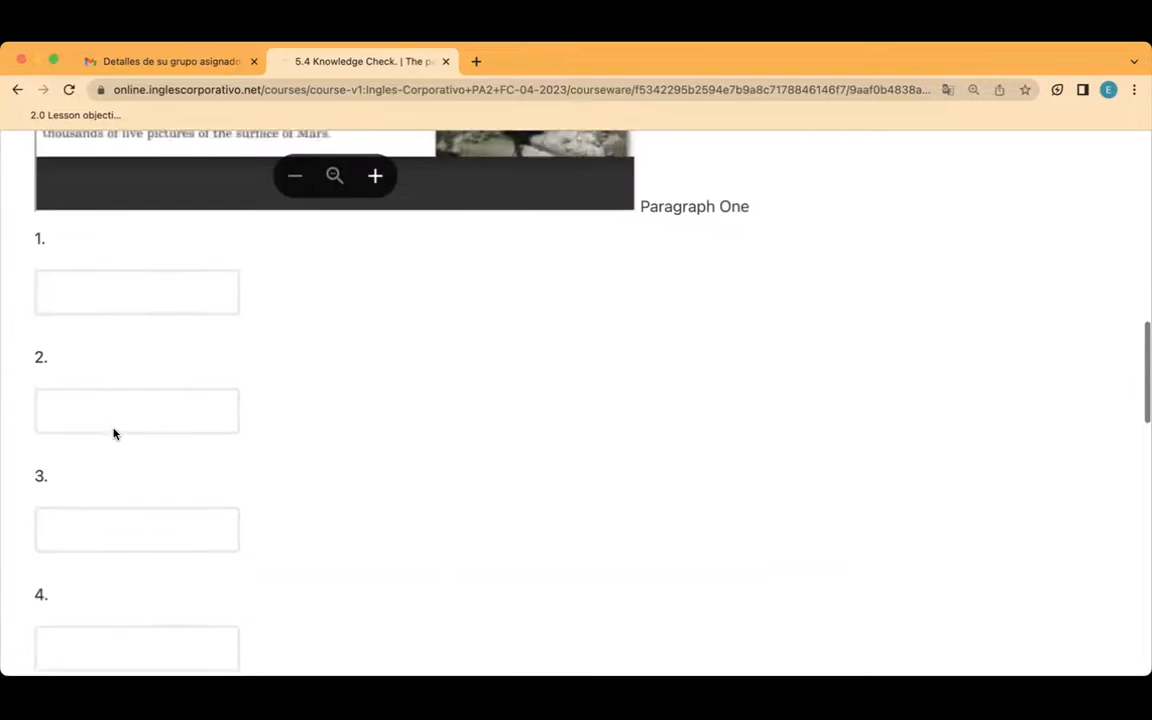 Detalles de su grupo asignado
5.4 Knowledge Check. | The p
online.inglescorporativo.net/courses/course-v1:Ingles-Corporativo+PA2+FC-04-2023/courseware/f5342295b2594e7b9a8c7178846146f7/9aaf0b4838a...
E
2.0 Lesson objecti...
thousands of live pictures of the surface of Mars.
Paragraph One
1.
2.
3.
4.